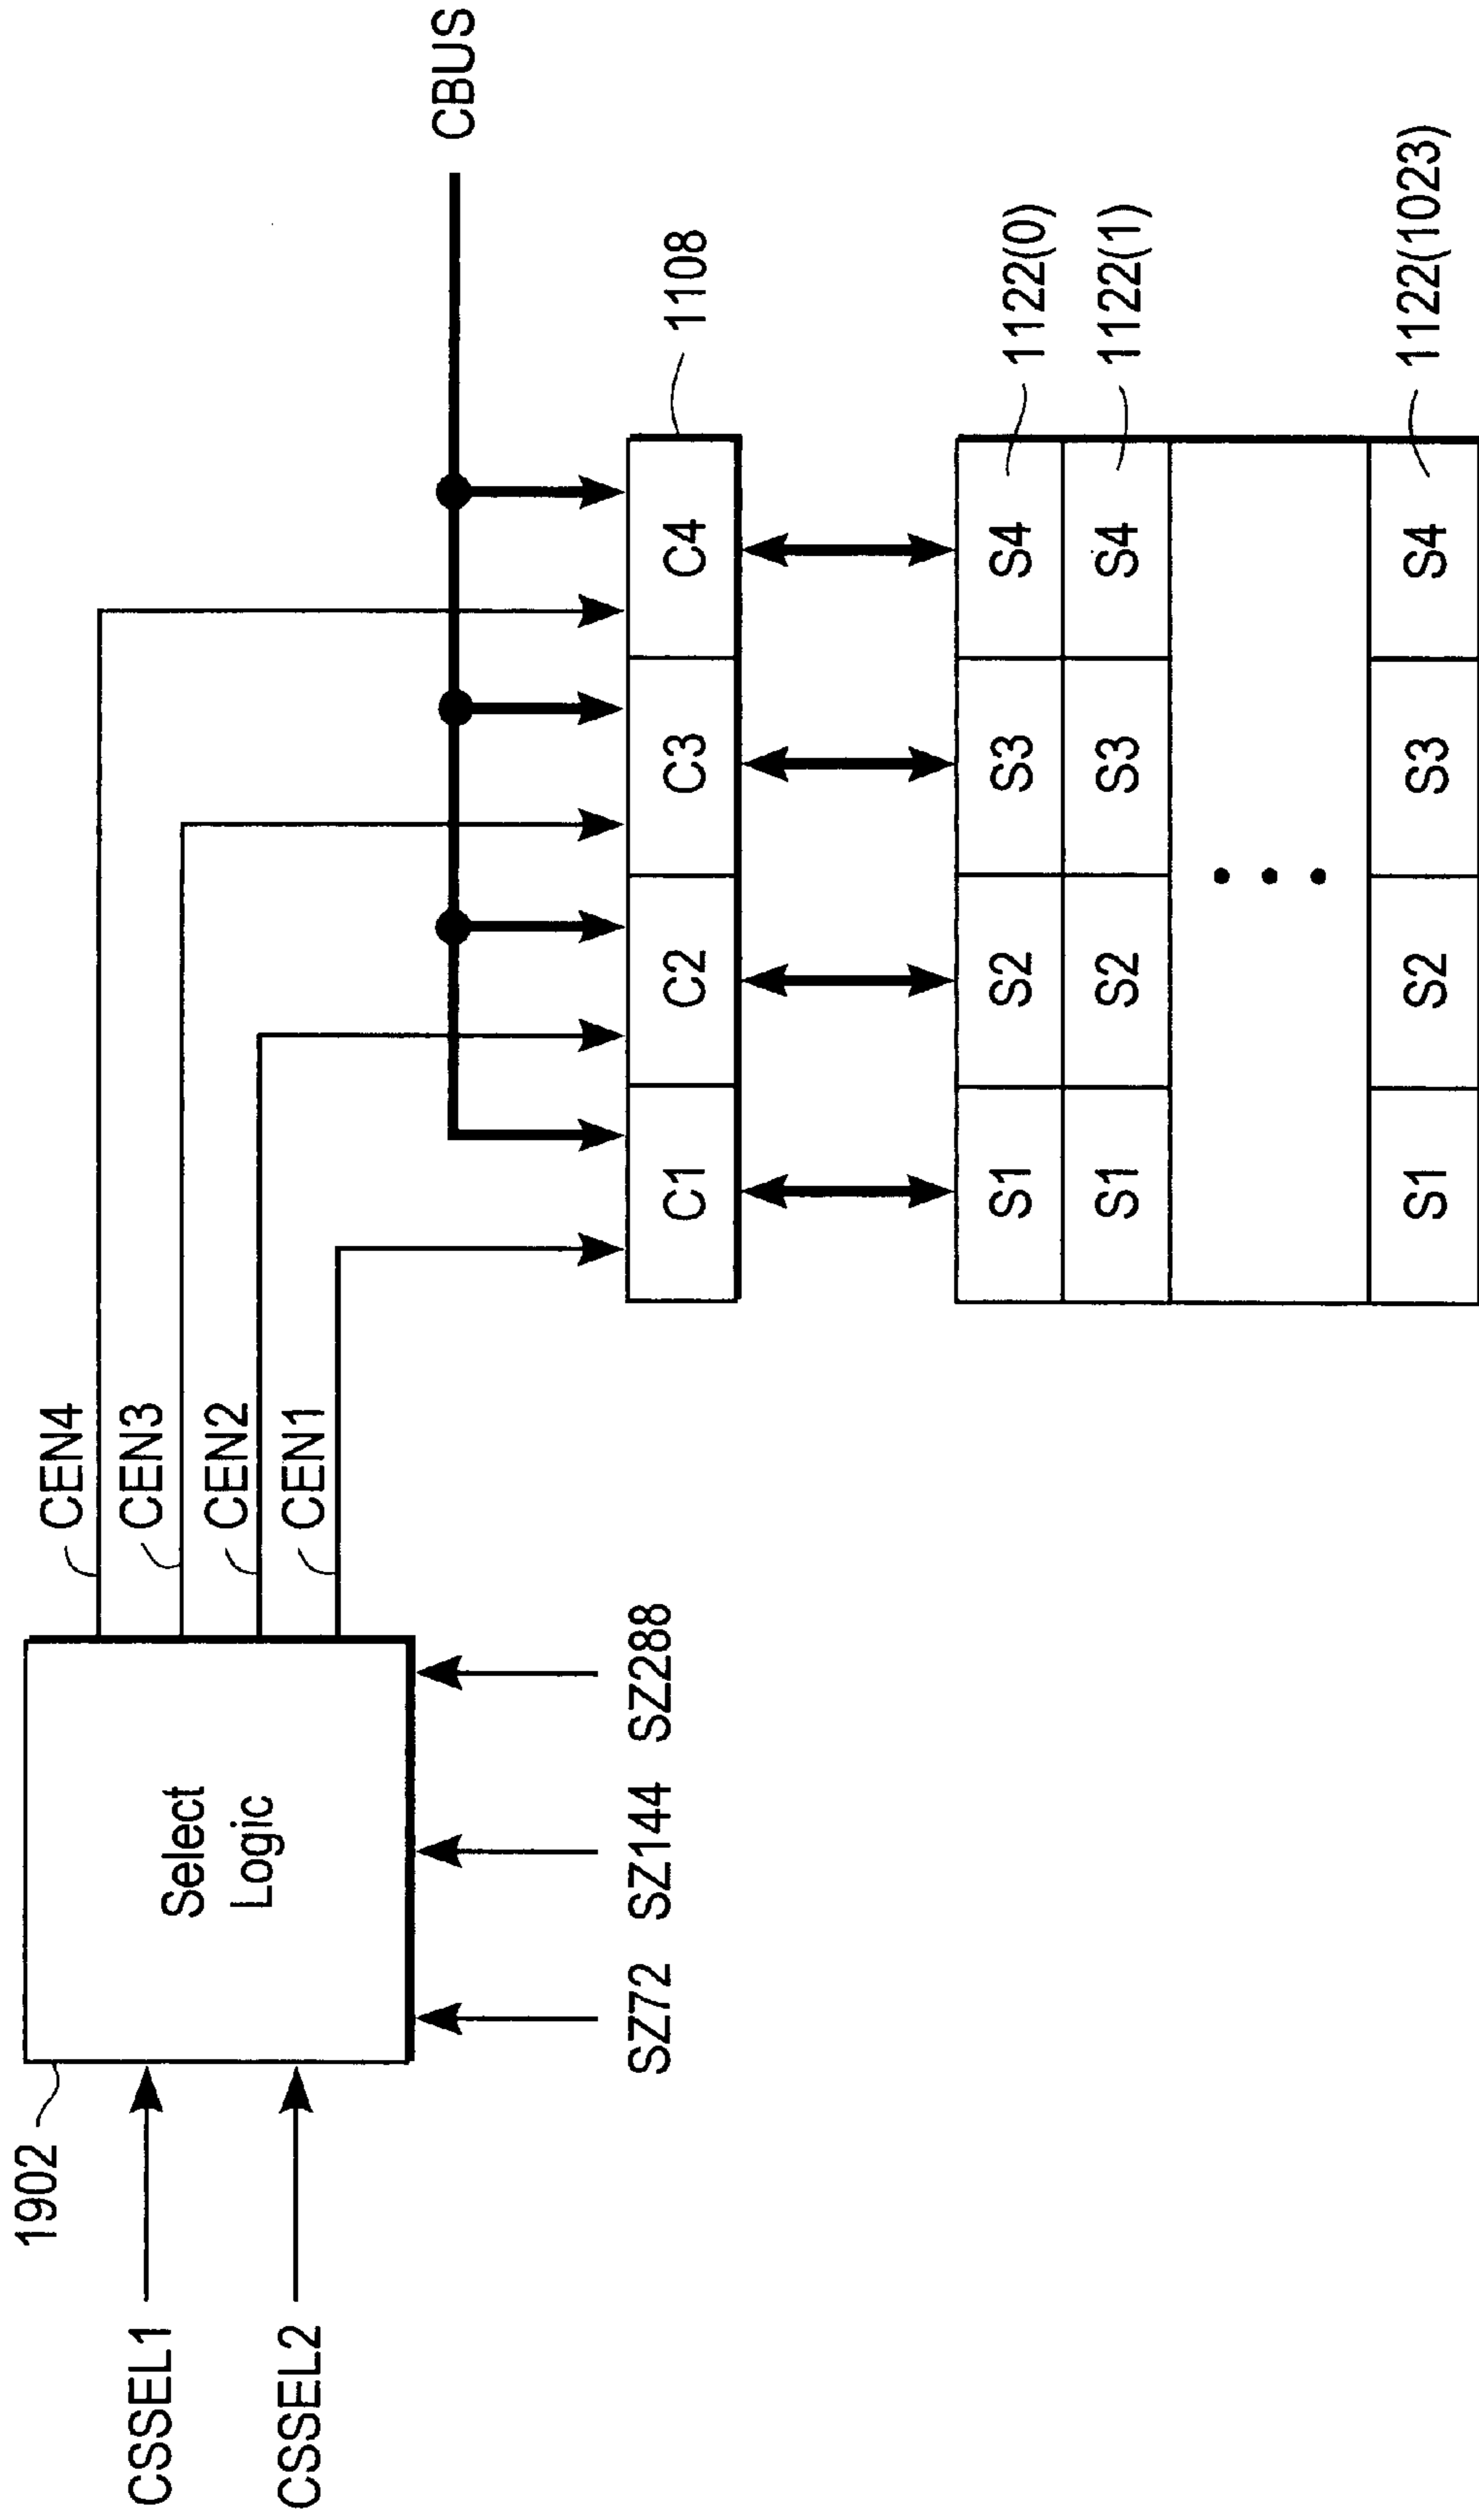 1902
CSSEL1
CSSEL2
Select
Logic
SZ72 SZ144 SZ288
CEN4
CEN3
CEN2
CEN1
CBUS
C1 C2 C3 C4
1108
S1 S2 S3 S4
1122(0)
S1 S2 S3 S4
1122(1)
S1 S2 S3 S4
1122(1023)